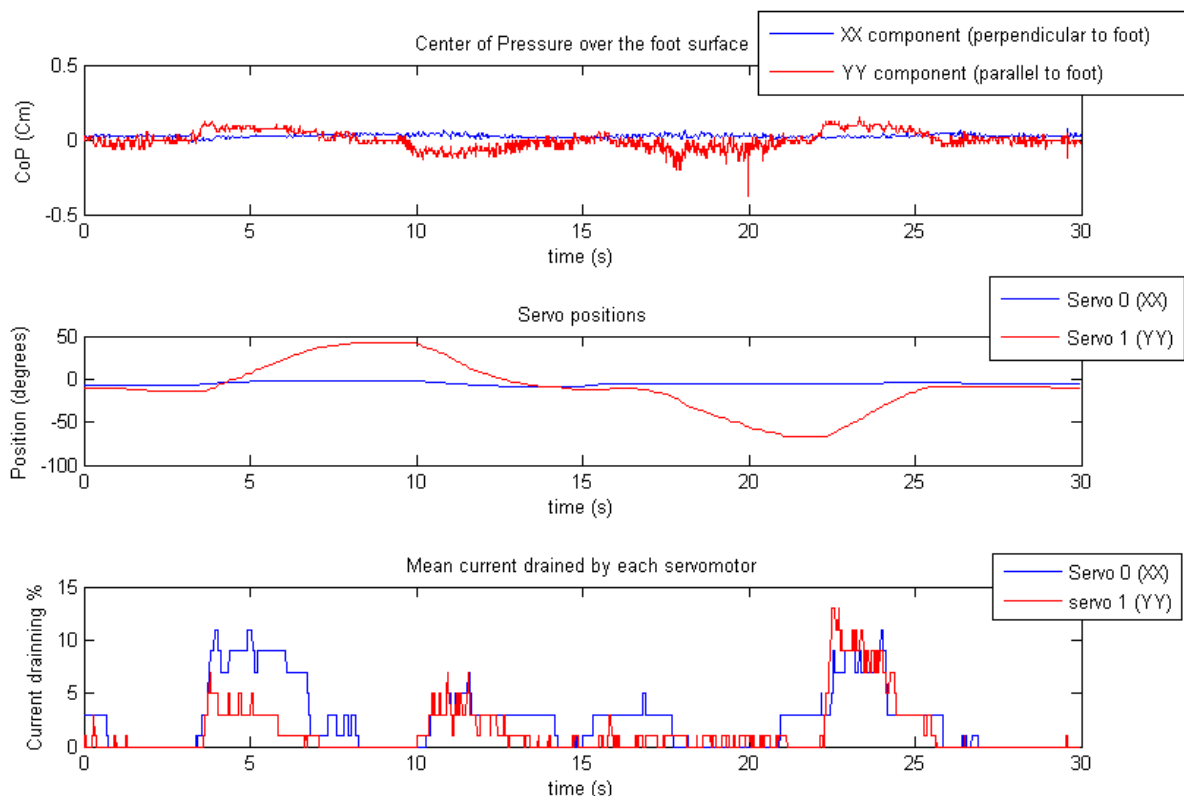 Center of Pressure over the foot surface
XX component (perpendicular to foot)
YY component (parallel to foot)
0.5
0
-0.5
CoP (Cm)
0 5 10 15 20 25 30
time (s)
Servo positions
Servo 0 (XX)
Servo 1 (YY)
50
0
-50
-100
Position (degrees)
0 5 10 15 20 25 30
time (s)
Mean current drained by each servomotor
Servo 0 (XX)
servo 1 (YY)
15
10
5
0
Current drainning %
0 5 10 15 20 25 30
time (s)